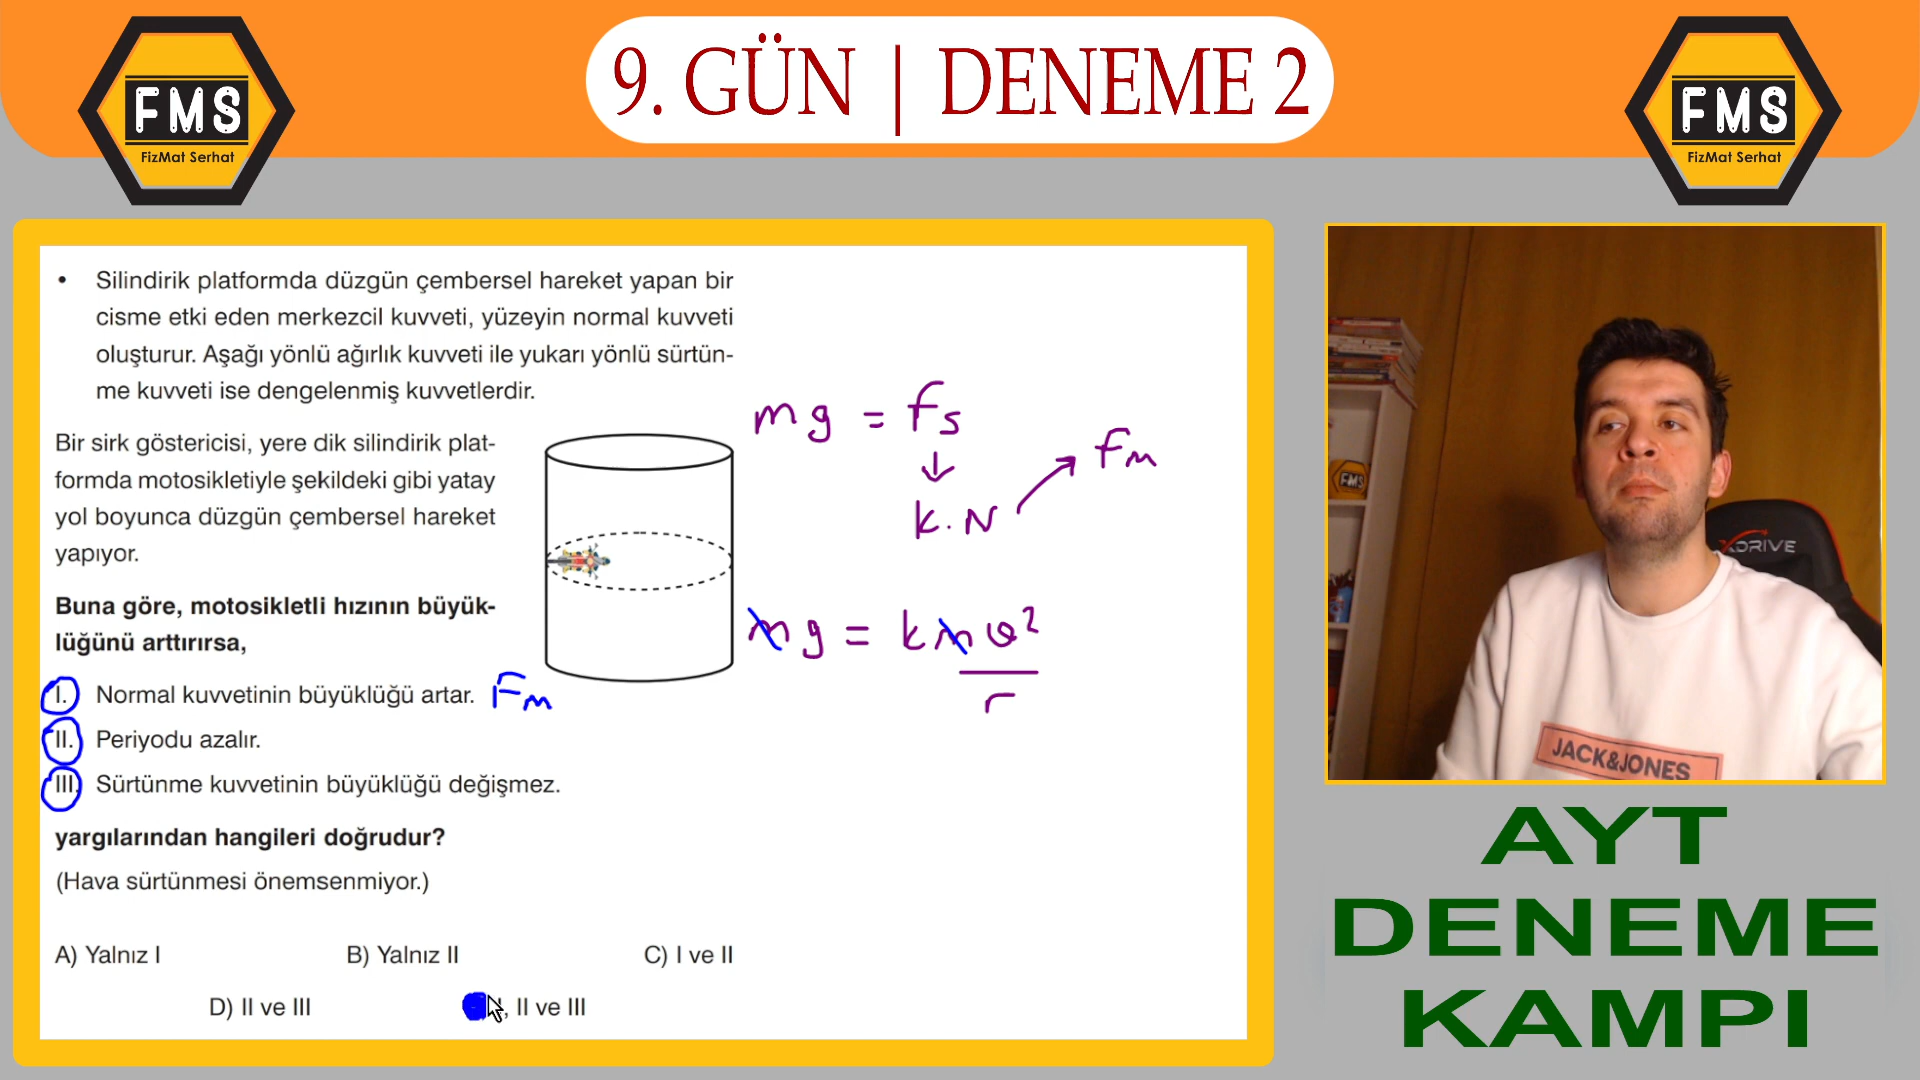 9. GÜN | DENEME 2
FMS
FizMat Serhat
FMS
FizMat Serhat
• Silindirik platformda düzgün çembersel hareket yapan bir
cisme etki eden merkezcil kuvveti, yüzeyin normal kuvveti
oluşturur. Aşağı yönlü ağırlık kuvveti ile yukarı yönlü sürtün-
me kuvveti ise dengelenmiş kuvvetlerdir.
Bir sirk göstericisi, yere dik silindirik plat-
formda motosikletiyle şekildeki gibi yatay
yol boyunca düzgün çembersel hareket
yapıyor.
Buna göre, motosikletli hızının büyük-
lüğünü arttırırsa,
I. Normal kuvvetinin büyüklüğü artar. Fm
II. Periyodu azalır.
III. Sürtünme kuvvetinin büyüklüğü değişmez.
yargılarından hangileri doğrudur?
(Hava sürtünmesi önemsenmiyor.)
A) Yalnız I B) Yalnız II C) I ve II
D) II ve III I, II ve III
mg = fs
↓
k.N → Fm
mg = kmv²
r
FMS
XDRIVE
JACK&JONES
AYT
DENEME
KAMPI